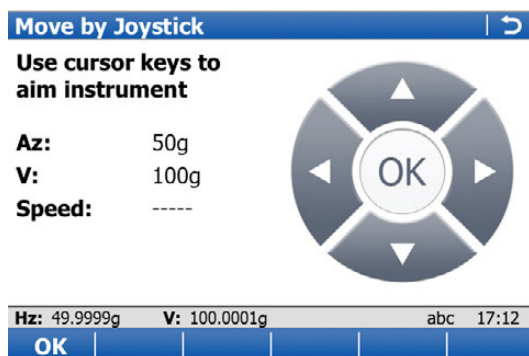 Move by Joystick
Use cursor keys to
aim instrument
Az: 50g
V: 100g
Speed: -----
OK
Hz: 49.9999g V: 100.0001g abc 17:12
OK